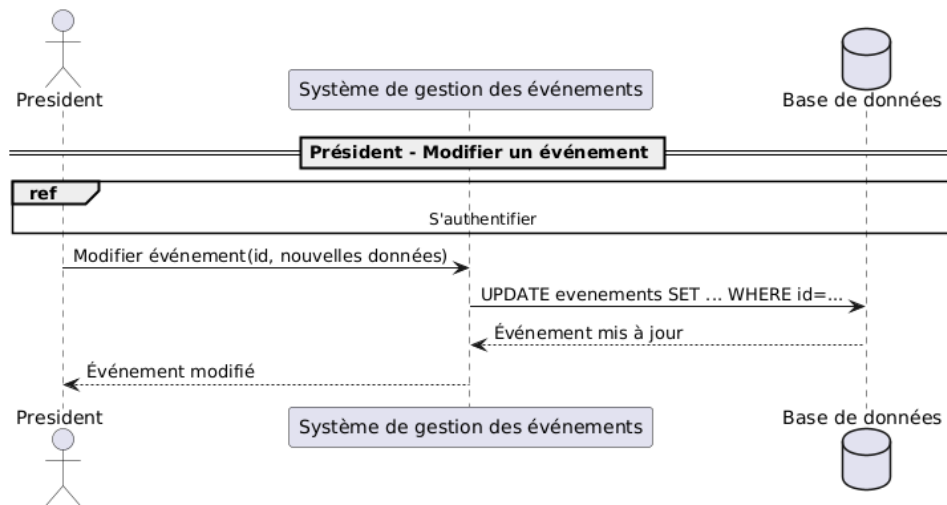 President
Système de gestion des événements
Base de données
Président - Modifier un événement
ref
S'authentifier
Modifier événement(id, nouvelles données)
UPDATE evenements SET ... WHERE id=...
Événement mis à jour
Événement modifié
President
Système de gestion des événements
Base de données